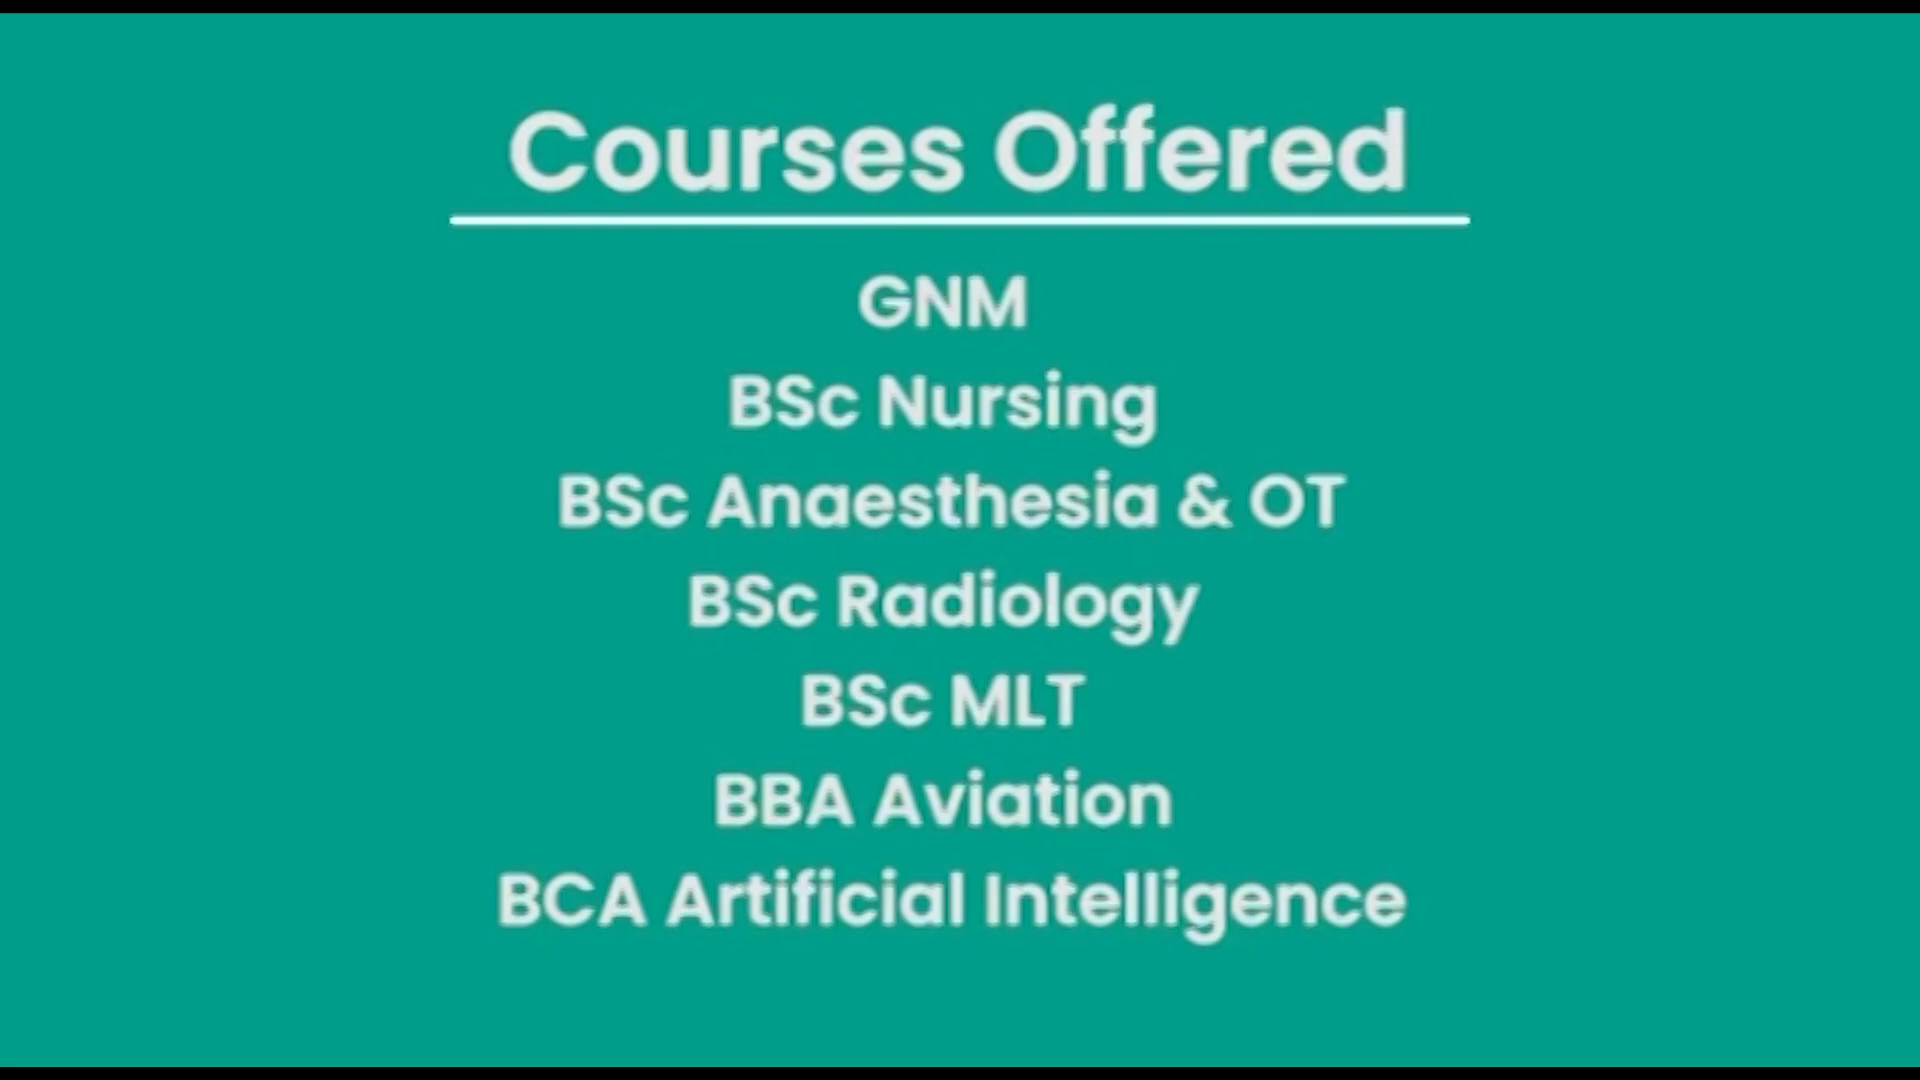 Courses Offered
GNM
BSc Nursing
BSc Anaesthesia & OT
BSc Radiology
BSc MLT
BBA Aviation
BCA Artificial Intelligence